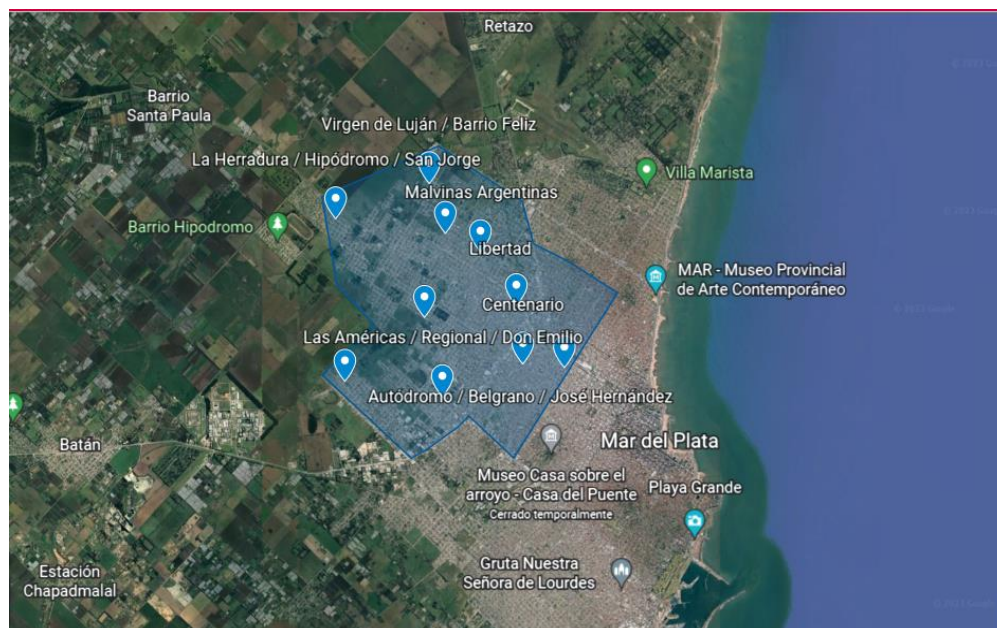 Retazo
Barrio
Santa Paula
Virgen de Luján / Barrio Feliz
La Herradura / Hipódromo / San Jorge
Villa Marista
Malvinas Argentinas
Barrio Hipodromo
Libertad
MAR - Museo Provincial
de Arte Contemporáneo
Centenario
Las Américas / Regional / Don Emilio
Autódromo / Belgrano / José Hernández
Batán
Mar del Plata
Museo Casa sobre el
arroyo - Casa del Puente
Cerrado temporalmente
Playa Grande
Gruta Nuestra
Señora de Lourdes
Estación
Chapadmalal